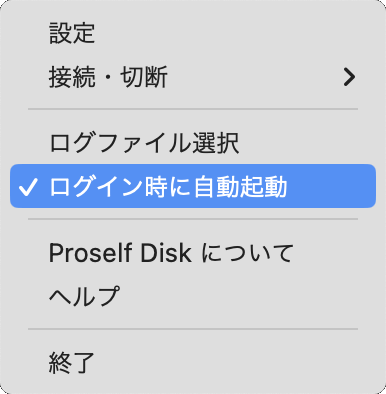 設定
接続・切断
ログファイル選択
ログイン時に自動起動
Proself Disk について
ヘルプ
終了